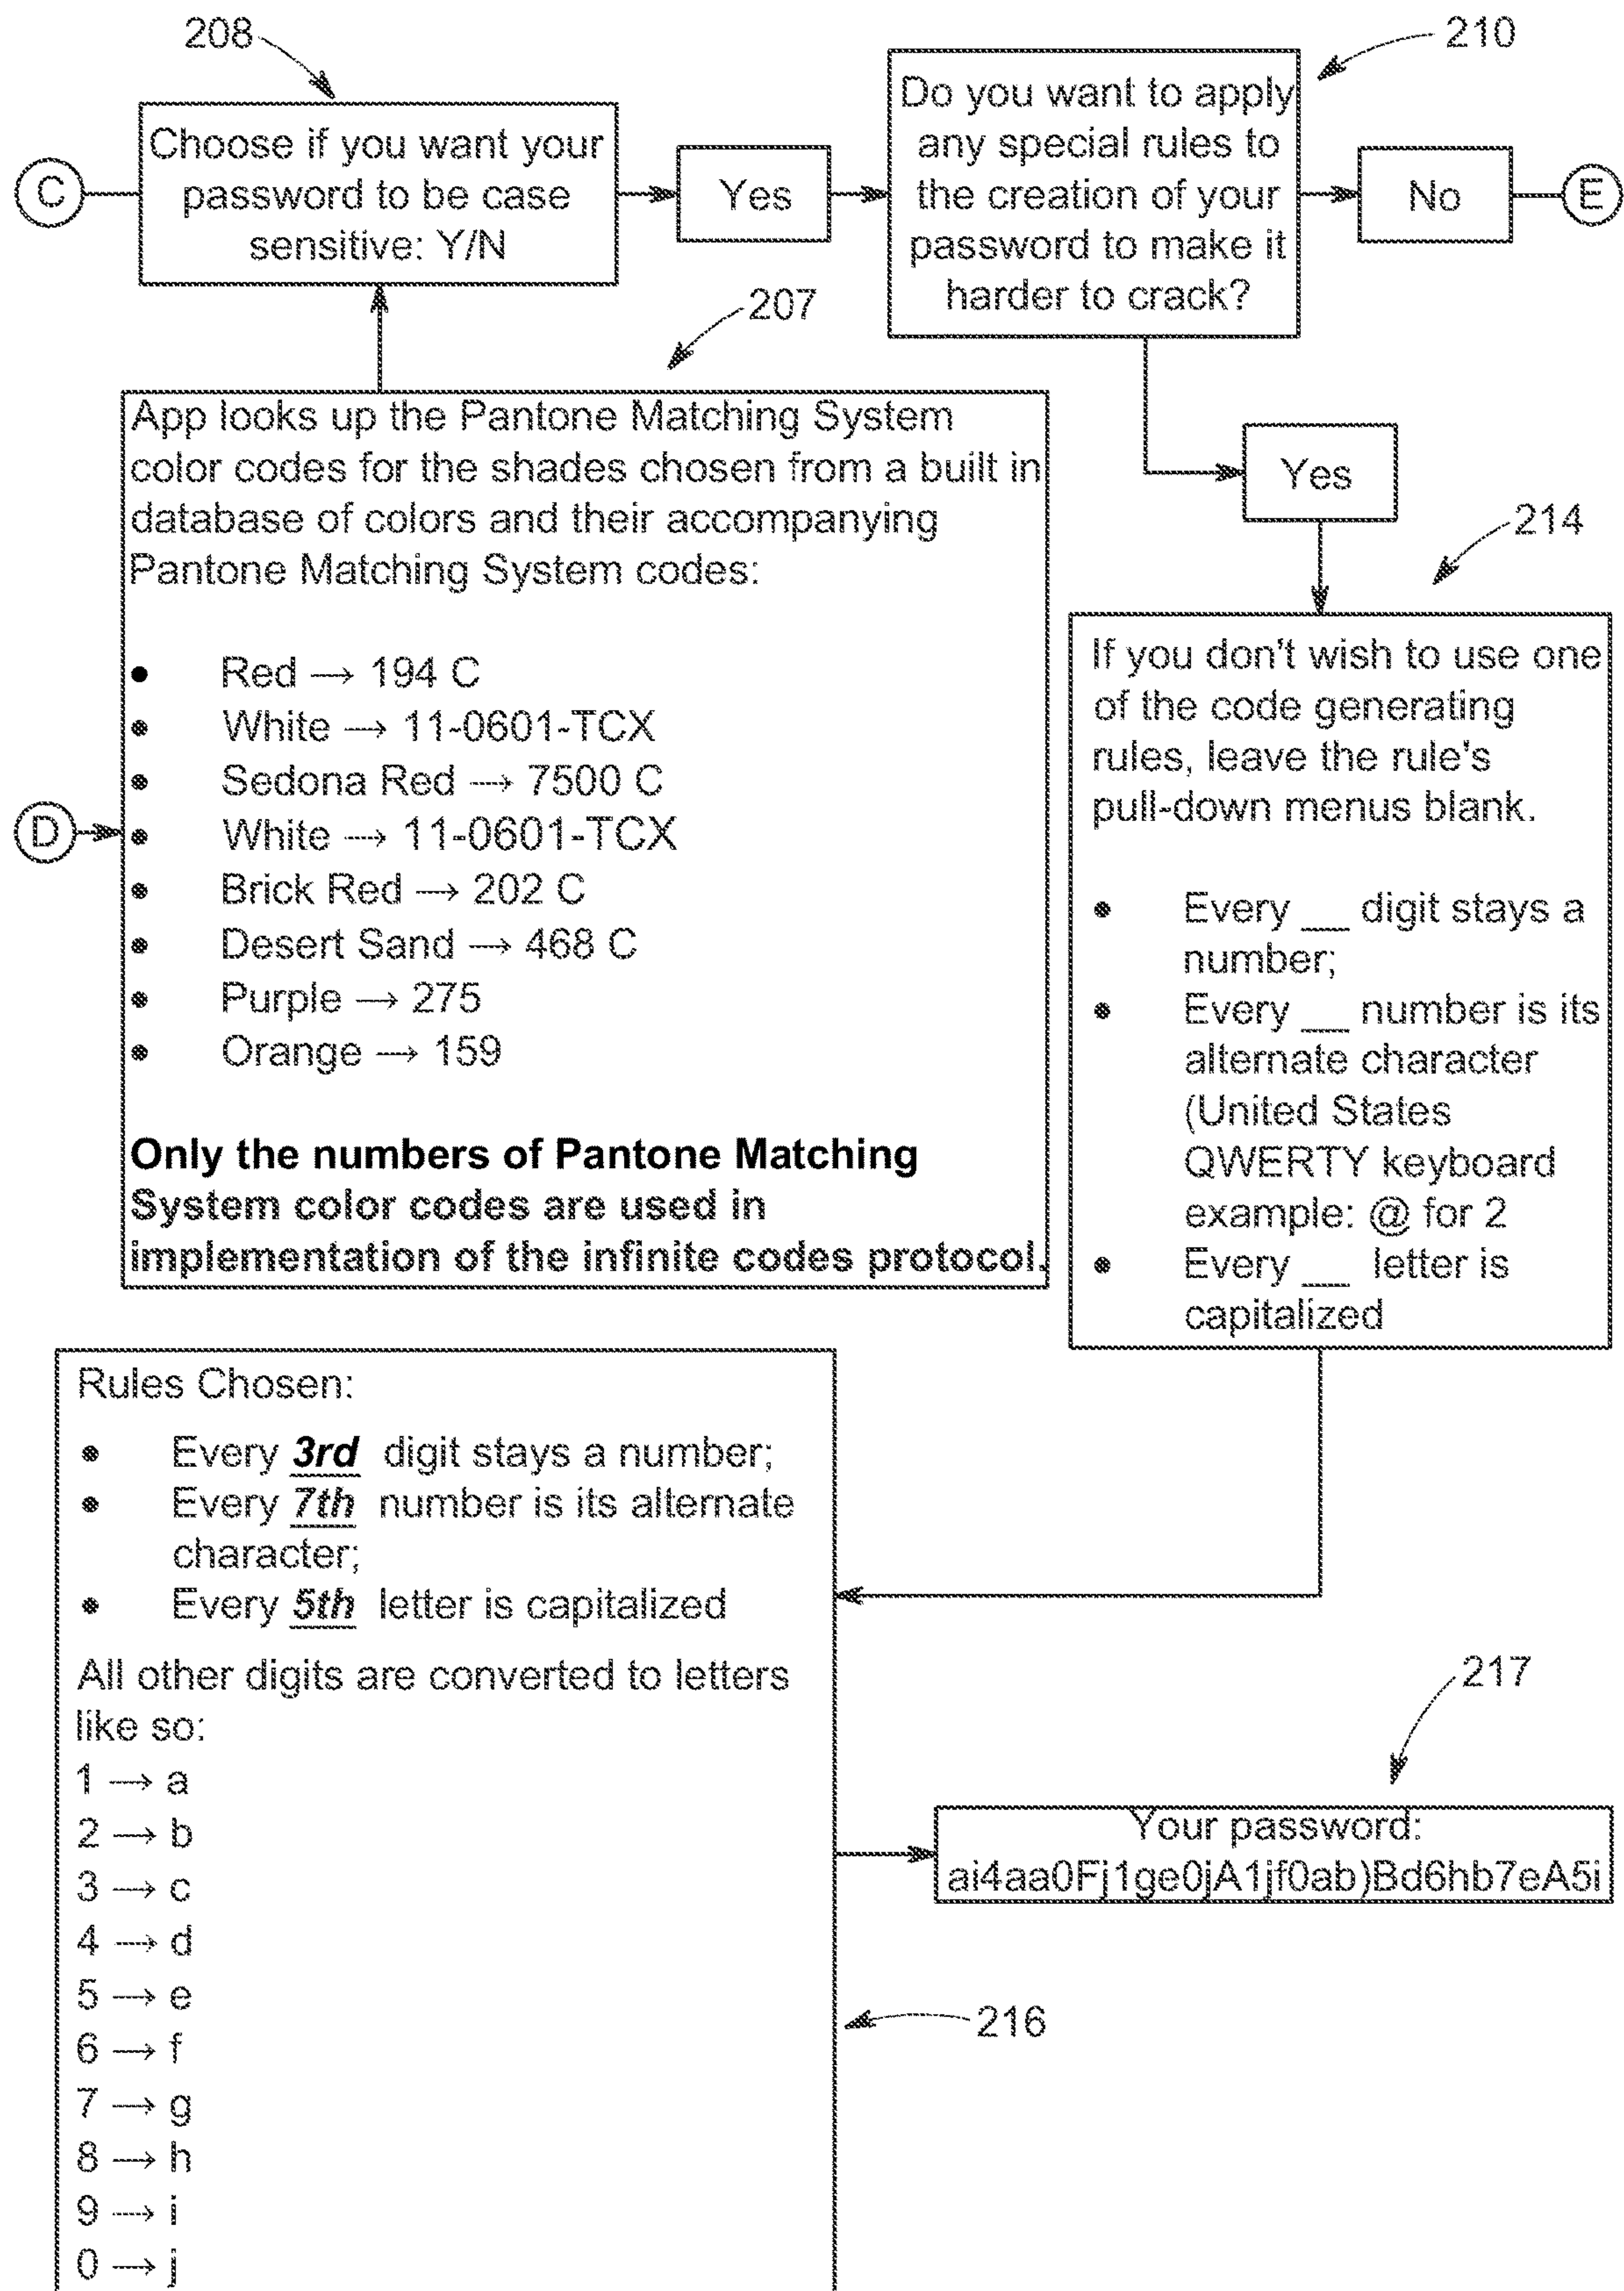 208
210
C
Choose if you want your
password to be case
sensitive: Y/N
Yes
Do you want to apply
any special rules to
the creation of your
password to make it
harder to crack?
No
E
207
App looks up the Pantone Matching System
color codes for the shades chosen from a built in
database of colors and their accompanying
Pantone Matching System codes:
• Red → 194 C
• White → 11-0601-TCX
• Sedona Red → 7500 C
• White → 11-0601-TCX
• Brick Red → 202 C
• Desert Sand → 468 C
• Purple → 275
• Orange → 159
Only the numbers of Pantone Matching
System color codes are used in
implementation of the infinite codes protocol.
D
Yes
214
If you don't wish to use one
of the code generating
rules, leave the rule's
pull-down menus blank.
• Every __ digit stays a
number;
• Every __ number is its
alternate character
(United States
QWERTY keyboard
example: @ for 2
• Every __ letter is
capitalized
Rules Chosen:
• Every 3rd digit stays a number;
• Every 7th number is its alternate
character;
• Every 5th letter is capitalized
All other digits are converted to letters
like so:
1 → a
2 → b
3 → c
4 → d
5 → e
6 → f
7 → g
8 → h
9 → i
0 → j
216
217
Your password:
ai4aa0Fj1ge0jA1jf0ab)Bd6hb7eA5i